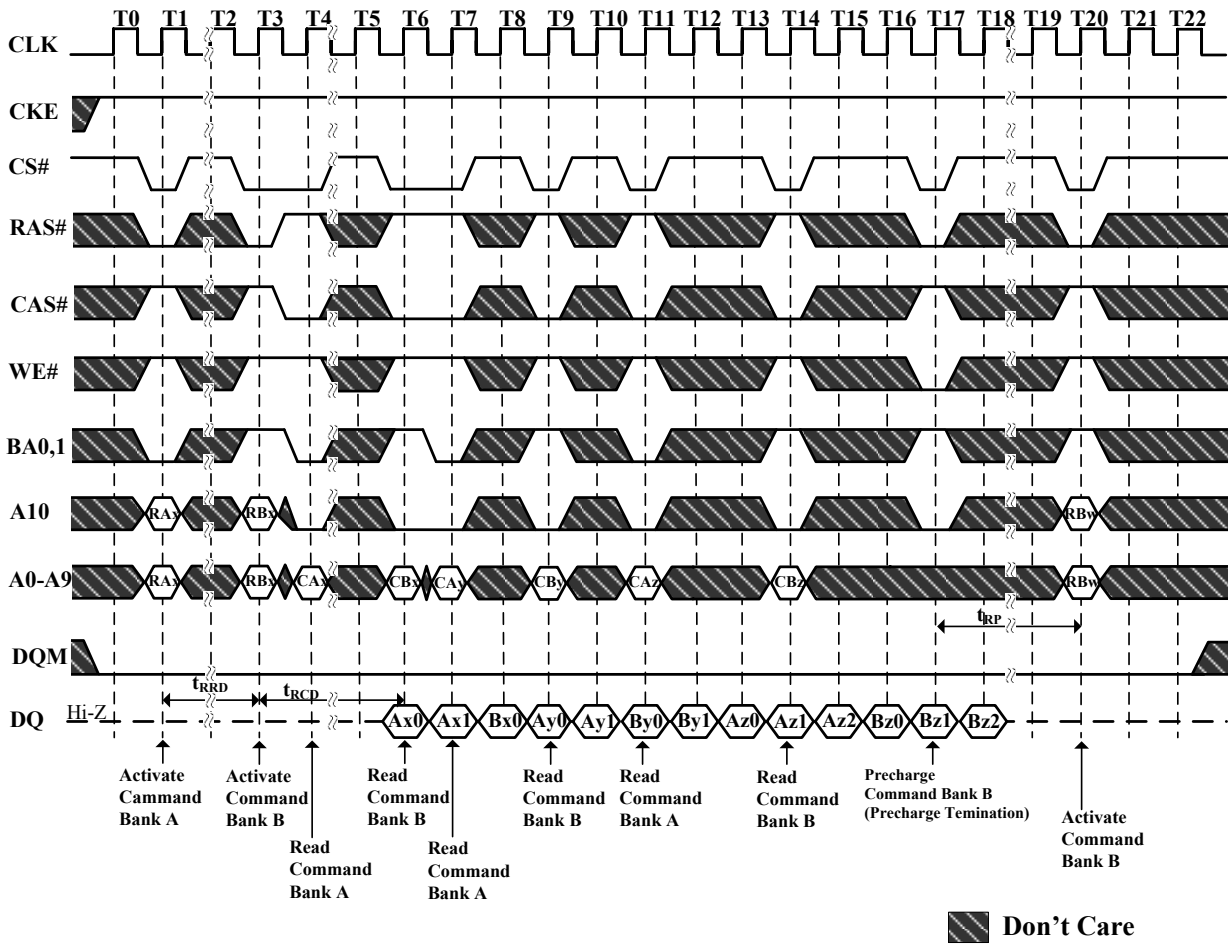 T0 T1 T2 T3 T4 T5 T6 T7 T8 T9 T10 T11 T12 T13 T14 T15 T16 T17 T18 T19 T20 T21 T22
CLK
CKE
CS#
RAS#
CAS#
WE#
BA0,1
A10 RAx RBx RBw
A0-A9 RAx RBx CAx CBx CAy CBy CAz CBz RBw
tRP
DQM
tRRD tRCD
DQ Hi-Z Ax0 Ax1 Bx0 Ay0 Ay1 By0 By1 Az0 Az1 Az2 Bz0 Bz1 Bz2
Activate
Cammand
Bank A
Activate
Command
Bank B
Read
Command
Bank A
Read
Command
Bank B
Read
Command
Bank A
Read
Command
Bank B
Read
Command
Bank A
Read
Command
Bank B
Precharge
Command Bank B
(Precharge Temination)
Activate
Command
Bank B
Don't Care